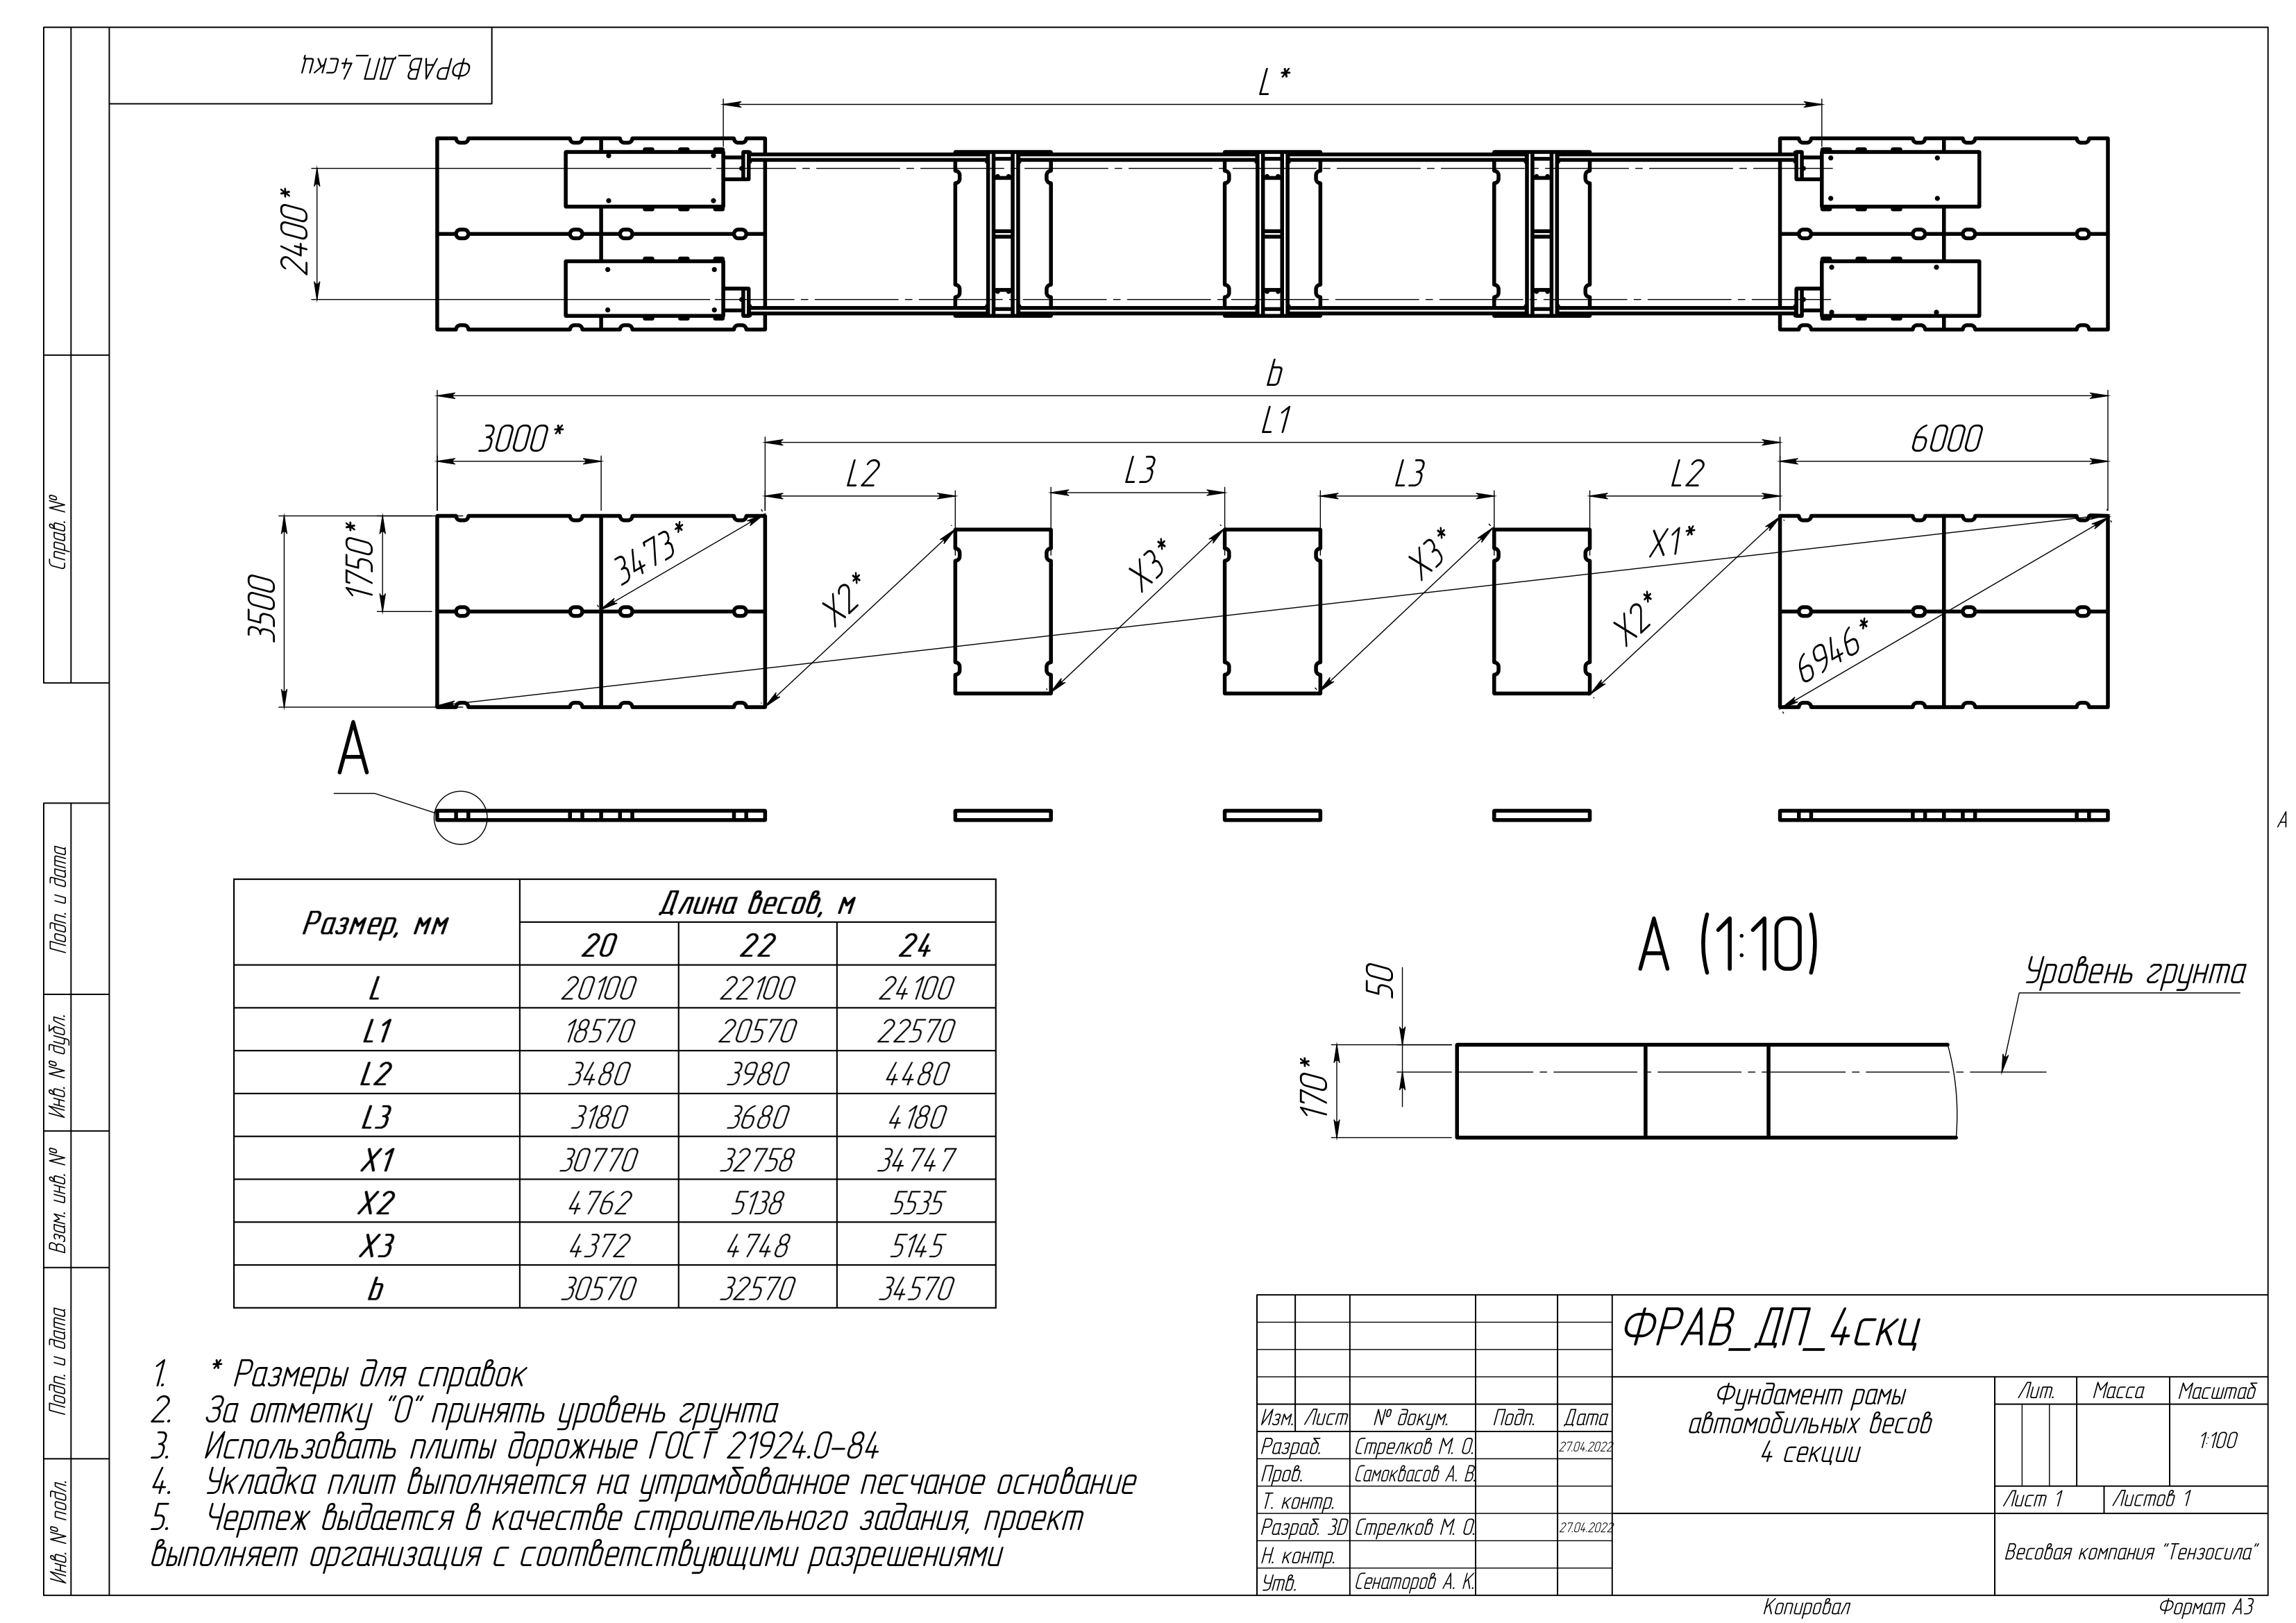 ФРАВ_ДП_4скц
L*
2400*
b
L1
3000*
6000
L2
L3
L3
L2
3500
1750*
3473*
X2*
X3*
X3*
X1*
X2*
6946*
А
А
Размер, мм
Длина весов, м
20 22 24
L 20100 22100 24100
L1 18570 20570 22570
L2 3480 3980 4480
L3 3180 3680 4180
X1 30770 32758 34747
X2 4762 5138 5535
X3 4372 4748 5145
b 30570 32570 34570
А (1:10)
Уровень грунта
50
170*
1. * Размеры для справок
2. За отметку "0" принять уровень грунта
3. Использовать плиты дорожные ГОСТ 21924.0-84
4. Укладка плит выполняется на утрамбованное песчаное основание
5. Чертеж выдается в качестве строительного задания, проект
выполняет организация с соответствующими разрешениями
Справ. №
Подп. и дата
Инв. № дубл.
Взам. инв. №
Подп. и дата
Инв. № подл.
ФРАВ_ДП_4скц
Изм. Лист № докум. Подп. Дата
Разраб. Стрелков М. О. 27.04.2022
Пров. Самоквасов А. В.
Т. контр.
Разраб. 3D Стрелков М. О. 27.04.2022
Н. контр.
Утв. Сенаторов А. К.
Фундамент рамы
автомобильных весов
4 секции
Лит. Масса Масштаб
1:100
Лист 1 Листов 1
Весовая компания "Тензосила"
Копировал Формат А3